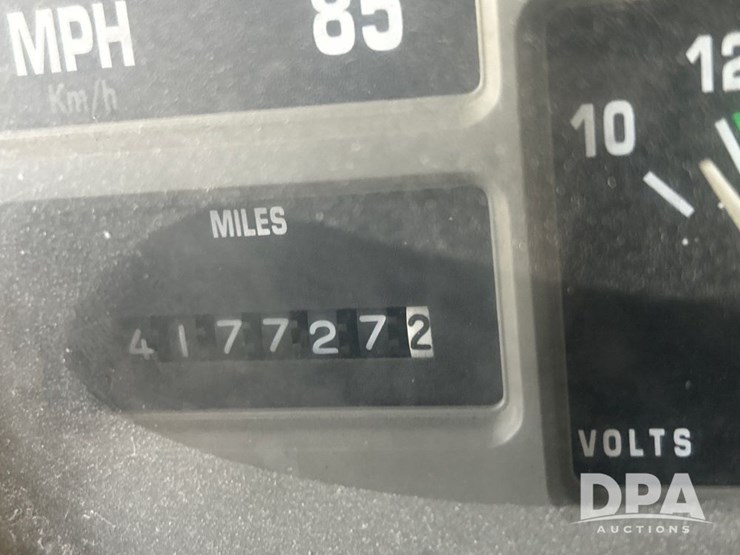 MPH
Km/h
85
10
12
MILES
4177272
VOLTS
DPA
AUCTIONS